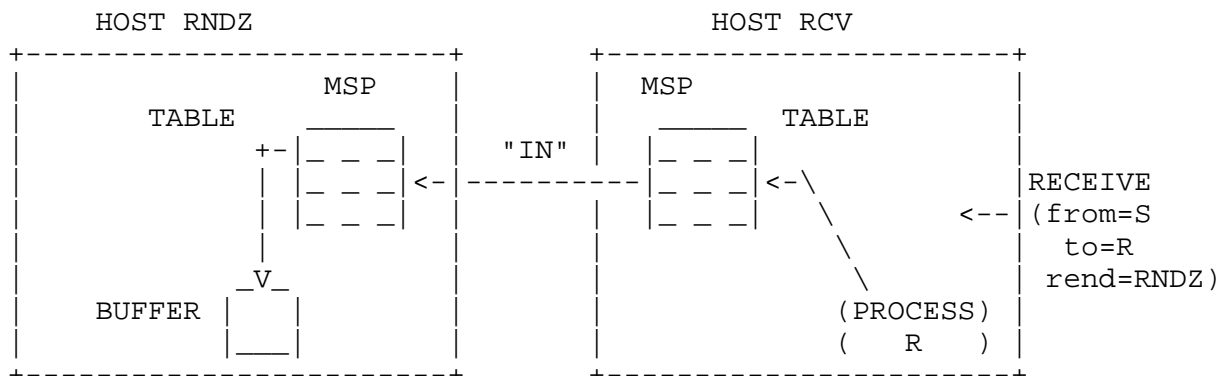 HOST RNDZ HOST RCV
MSP MSP
TABLE TABLE
"IN"
RECEIVE
(from=S
to=R
rend=RNDZ)
BUFFER (PROCESS)
( R )